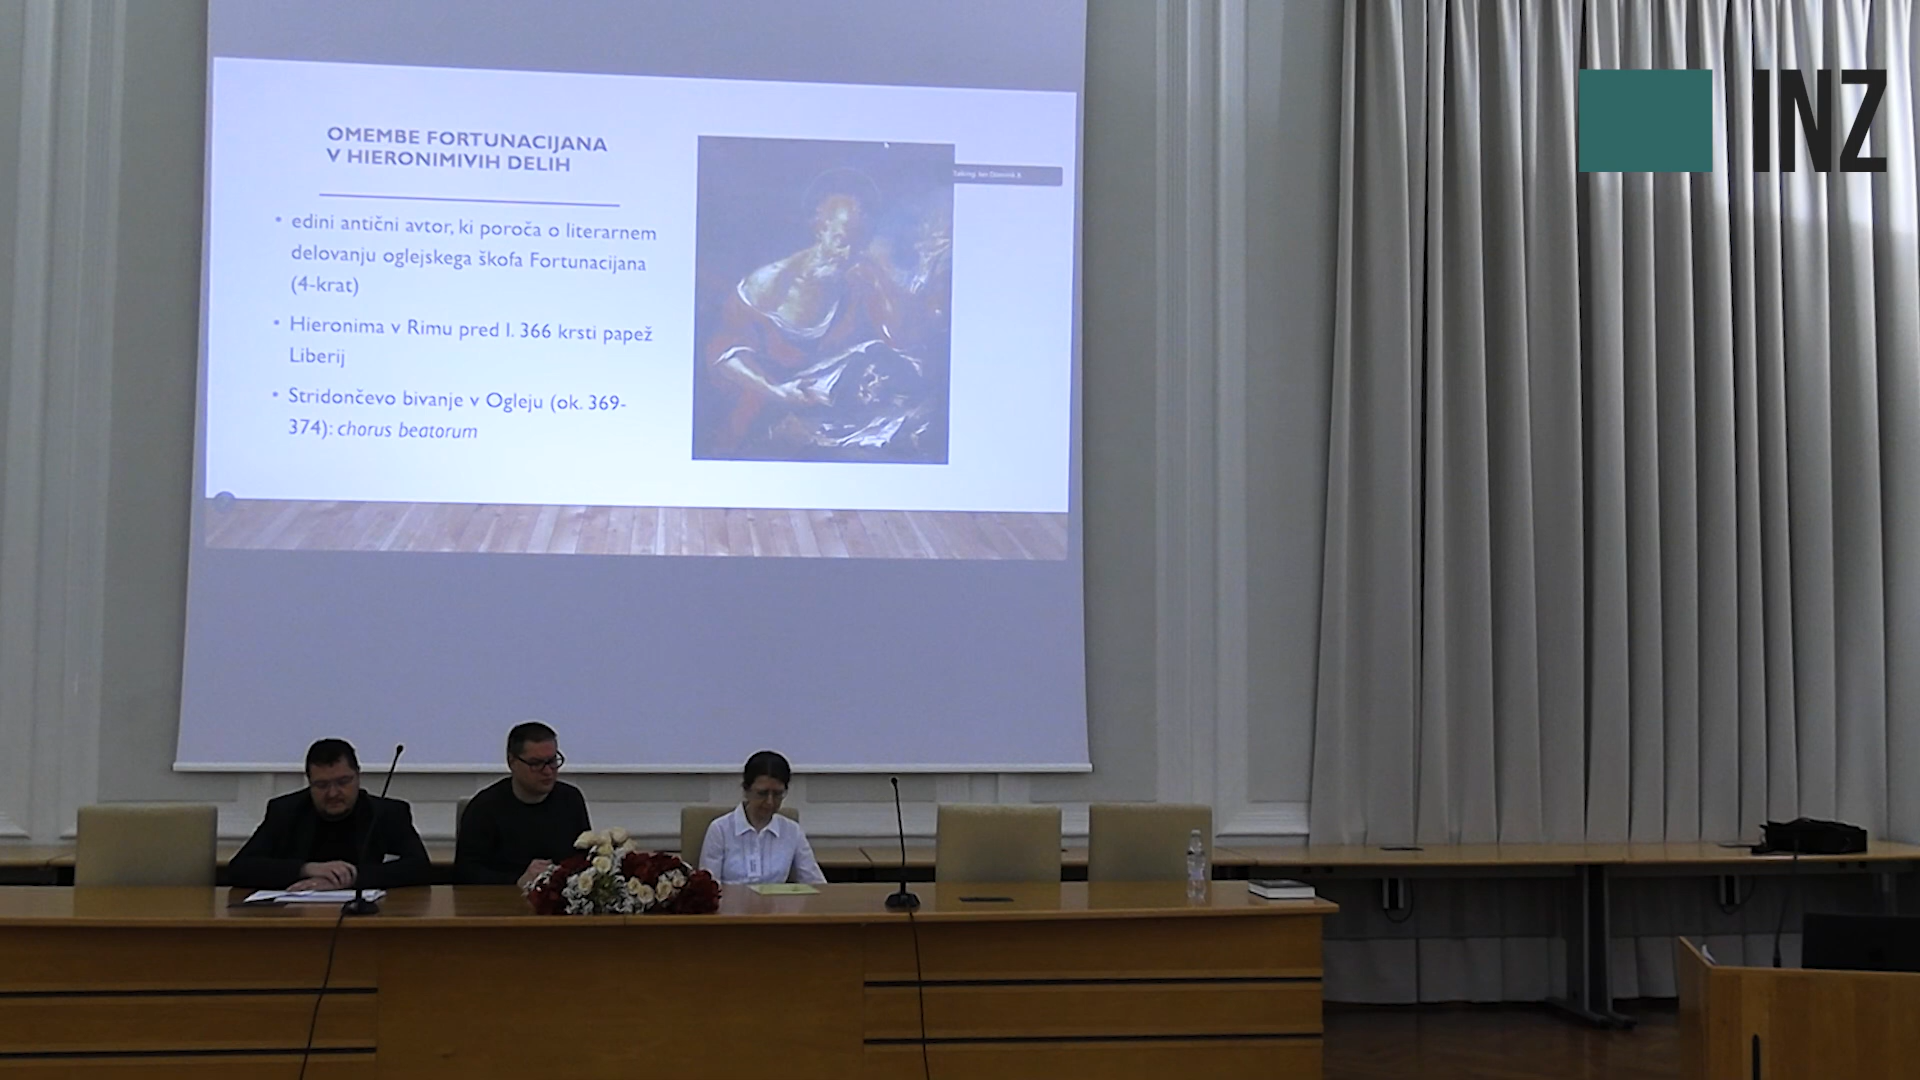 INZ
OMEMBE FORTUNACIJANA
V HIERONIMIVIH DELIH
• edini antični avtor, ki poroča o literarnem
delovanju oglejskega škofa Fortunacijana
(4-krat)
• Hieronima v Rimu pred l. 366 krsti papež
Liberij
• Stridončevo bivanje v Ogleju (ok. 369-
374): chorus beatorum